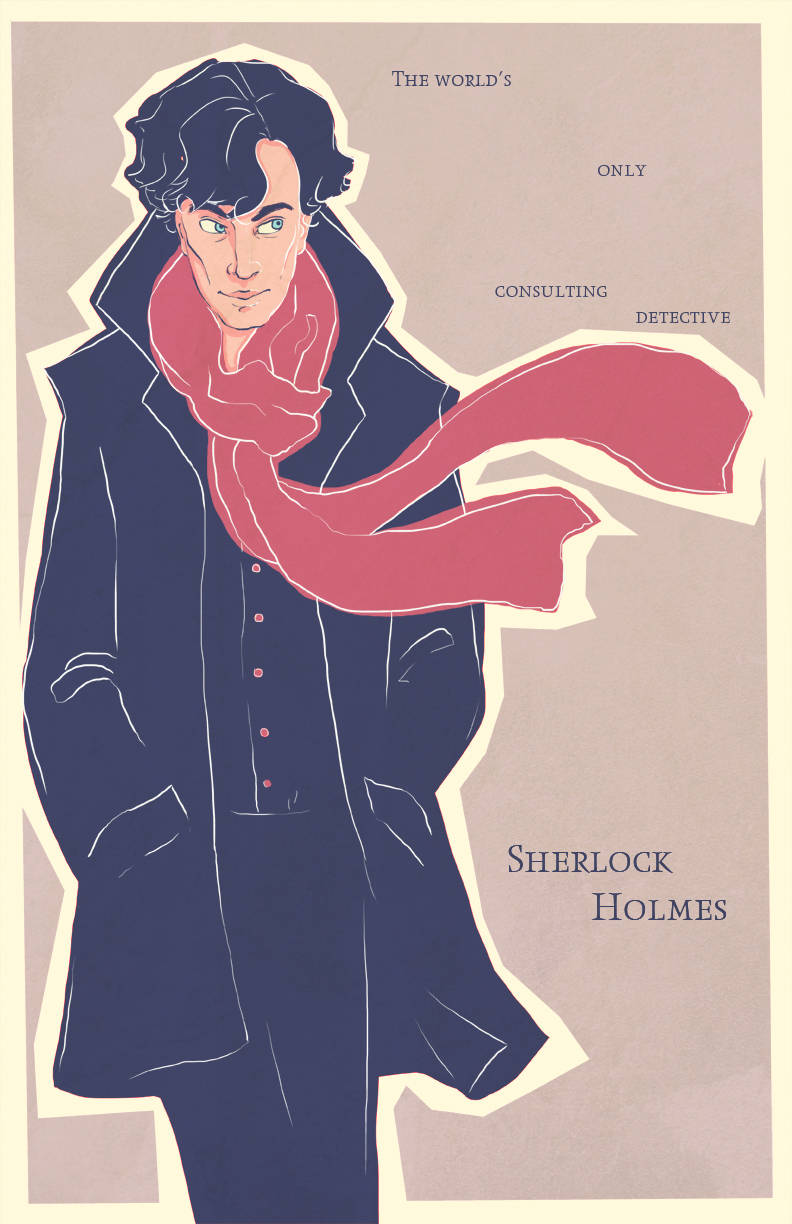 The world's
only
consulting
detective
Sherlock
Holmes